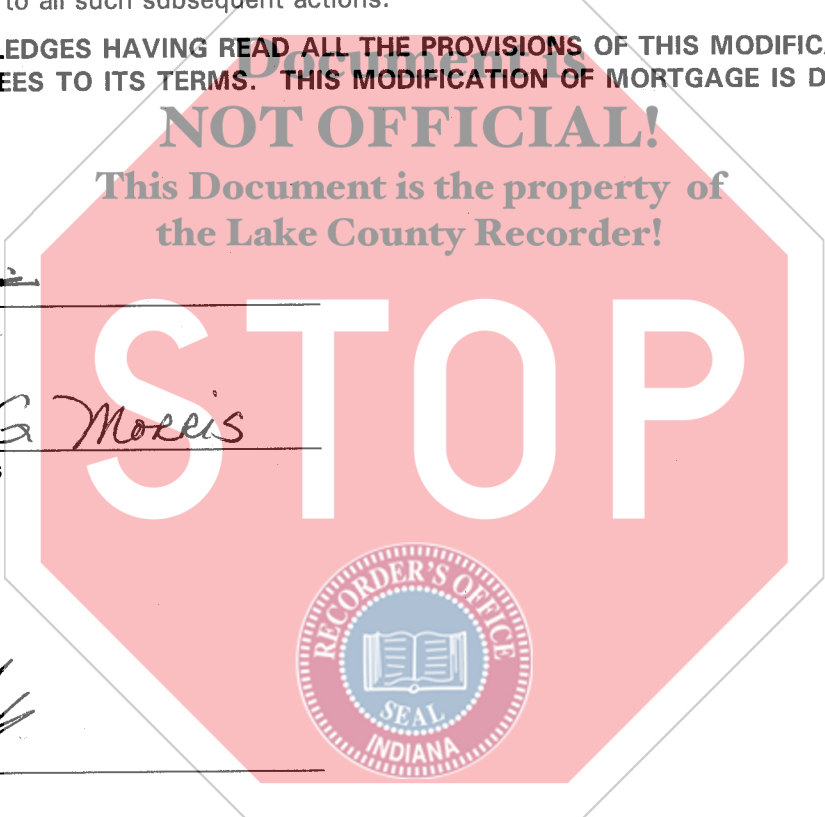 to all such subsequent actions.
LEDGES HAVING READ ALL THE PROVISIONS OF THIS MODIFIC
EES TO ITS TERMS. THIS MODIFICATION OF MORTGAGE IS D
Document is
NOT OFFICIAL!
This Document is the property of
the Lake County Recorder!
STOP
G Morris
RECORDER'S OFFICE
SEAL
INDIANA